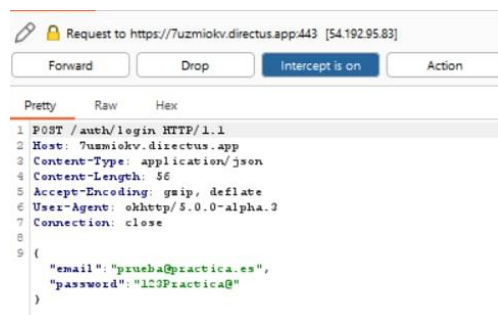 Request to https://7uzmiokv.directus.app:443 [54.192.95.83]
Forward Drop Intercept is on Action
Pretty Raw Hex
1 POST /auth/login HTTP/1.1
2 Host: 7uzmiokv.directus.app
3 Content-Type: application/json
4 Content-Length: 56
5 Accept-Encoding: gzip, deflate
6 User-Agent: okhttp/5.0.0-alpha.3
7 Connection: close
8
9 {
"email":"prueba@practica.es",
"password":"123Practica@"
}